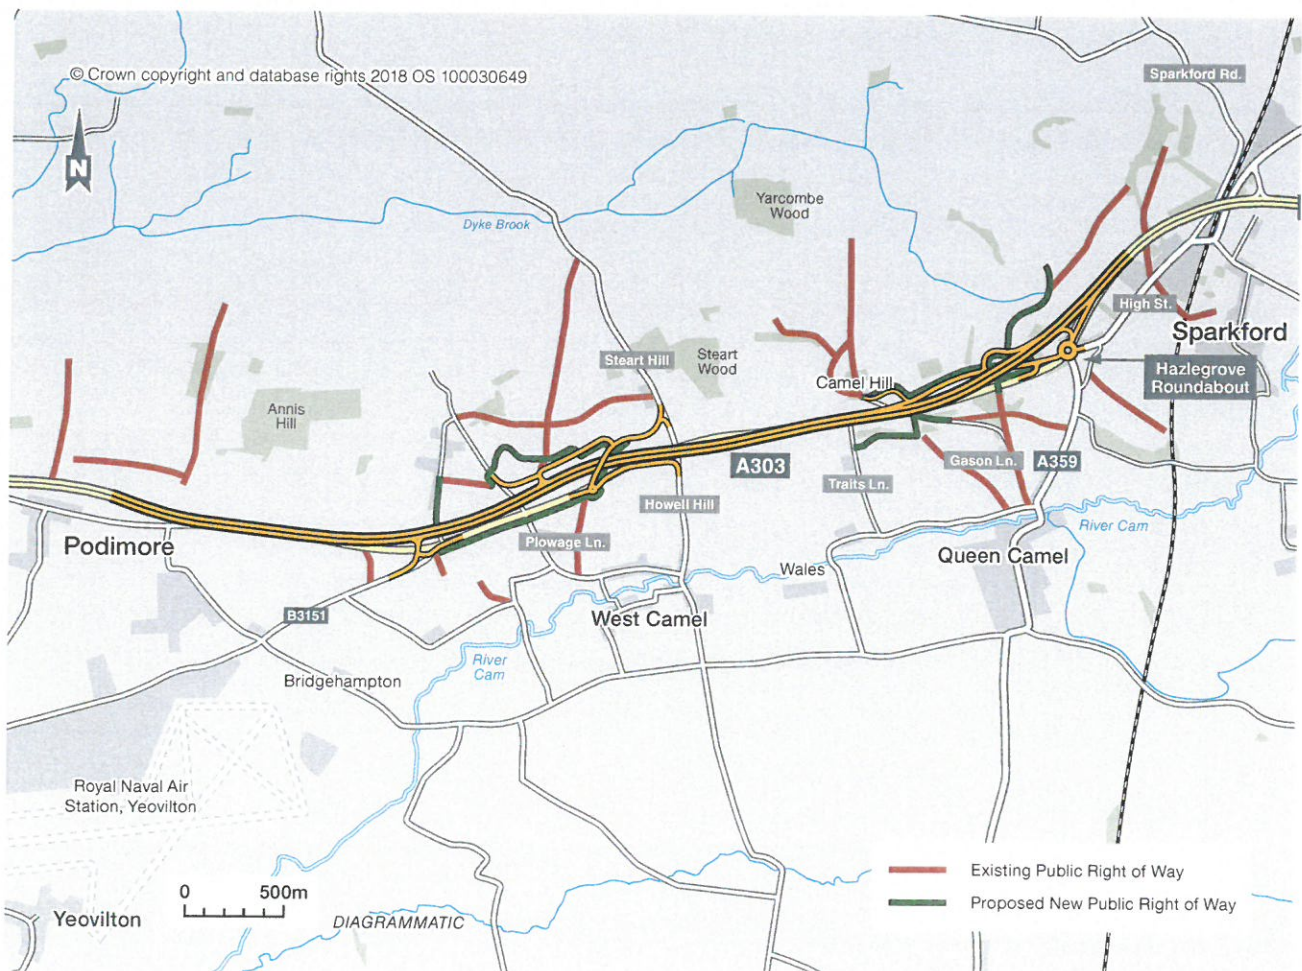 © Crown copyright and database rights 2018 OS 100030649
Sparkford Rd.
N
Yarcombe
Wood
Dyke Brook
High St.
Sparkford
Steart Hill
Steart
Wood
Hazlegrove
Roundabout
Camel Hill
Annis
Hill
A303
Gason Ln.
A359
Traits Ln.
Howell Hill
River Cam
Podimore
Plowage Ln.
Queen Camel
Wales
B3151
West Camel
River
Cam
Bridgehampton
Royal Naval Air
Station, Yeovilton
Existing Public Right of Way
0 500m
Proposed New Public Right of Way
Yeovilton
DIAGRAMMATIC